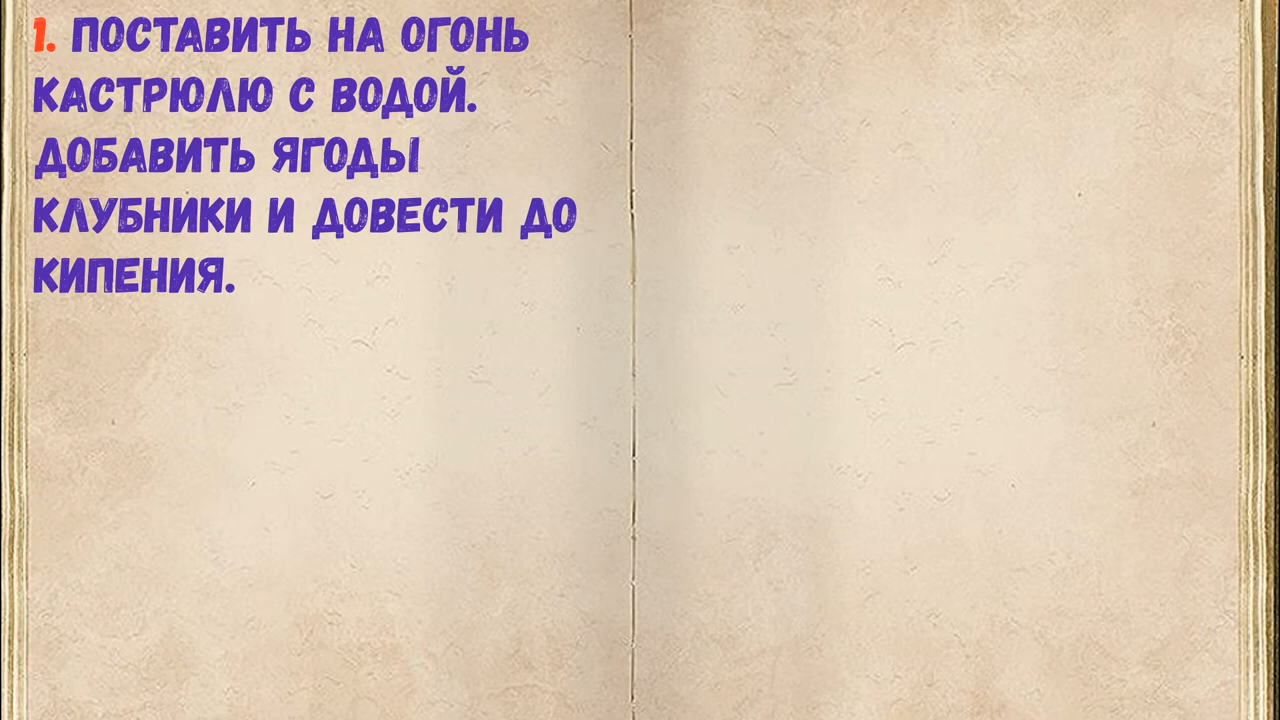 1. ПОСТАВИТЬ НА ОГОНЬ
КАСТРЮЛЮ С ВОДОЙ.
ДОБАВИТЬ ЯГОДЫ
КЛУБНИКИ И ДОВЕСТИ ДО
КИПЕНИЯ.